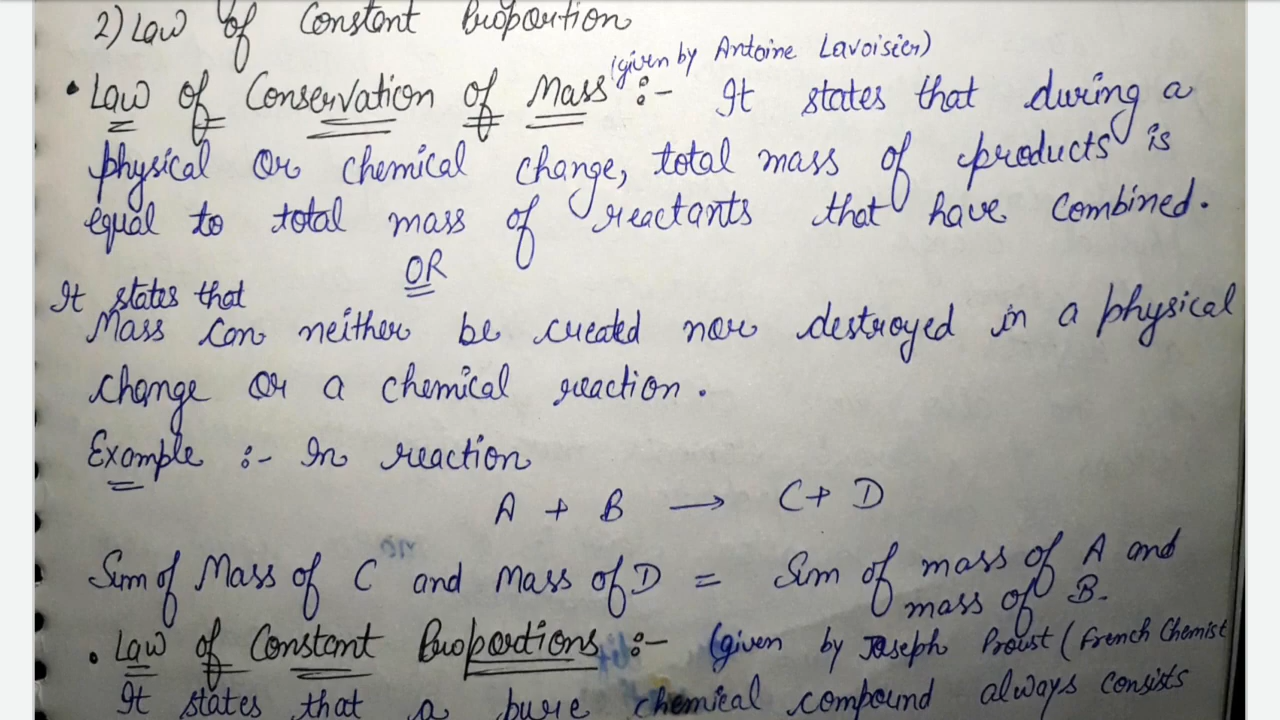 2) Law of Constant Proportion
(given by Antoine Lavoisier)
• Law of Conservation of Mass :- It states that during a
physical or chemical change, total mass of products is
equal to total mass of reactants that have combined.
OR
It states that
Mass can neither be created nor destroyed in a physical
change or a chemical reaction.
Example :- In reaction
A + B → C + D
Sum of Mass of C and Mass of D = Sum of mass of A and
mass of B.
• Law of Constant Proportions :- (given by Joseph Proust (French Chemist
It states that a pure chemical compound always consists